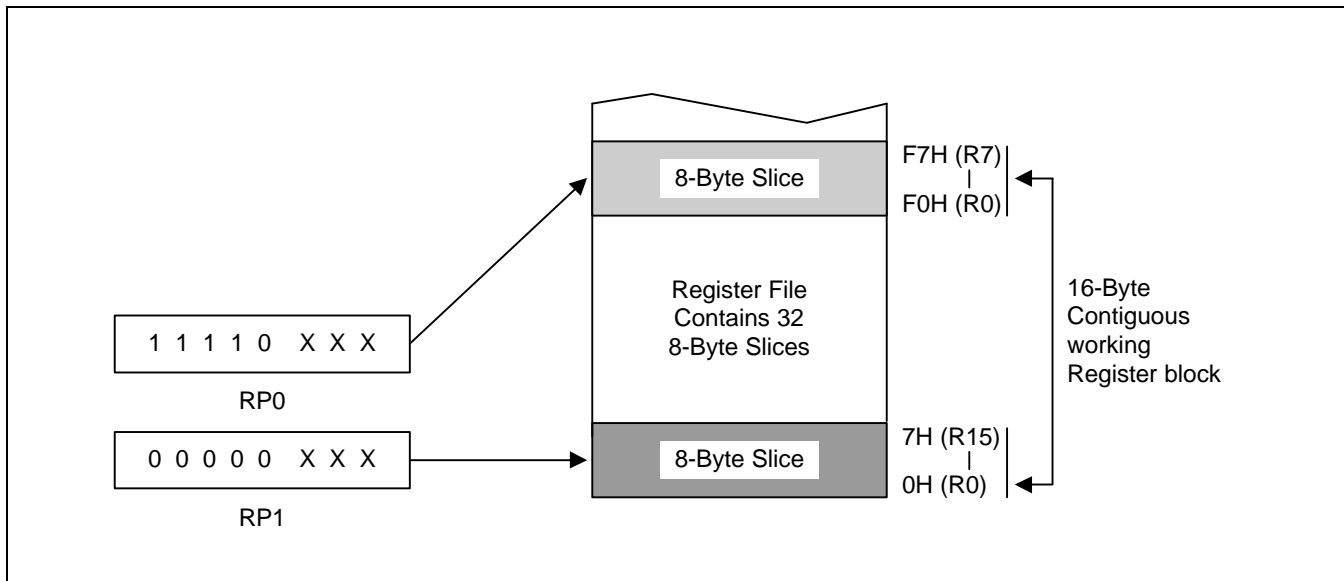 8-Byte Slice
F7H (R7)
F0H (R0)
Register File
Contains 32
8-Byte Slices
16-Byte
Contiguous
working
Register block
1 1 1 1 0 X X X
RP0
0 0 0 0 0 X X X
RP1
8-Byte Slice
7H (R15)
0H (R0)